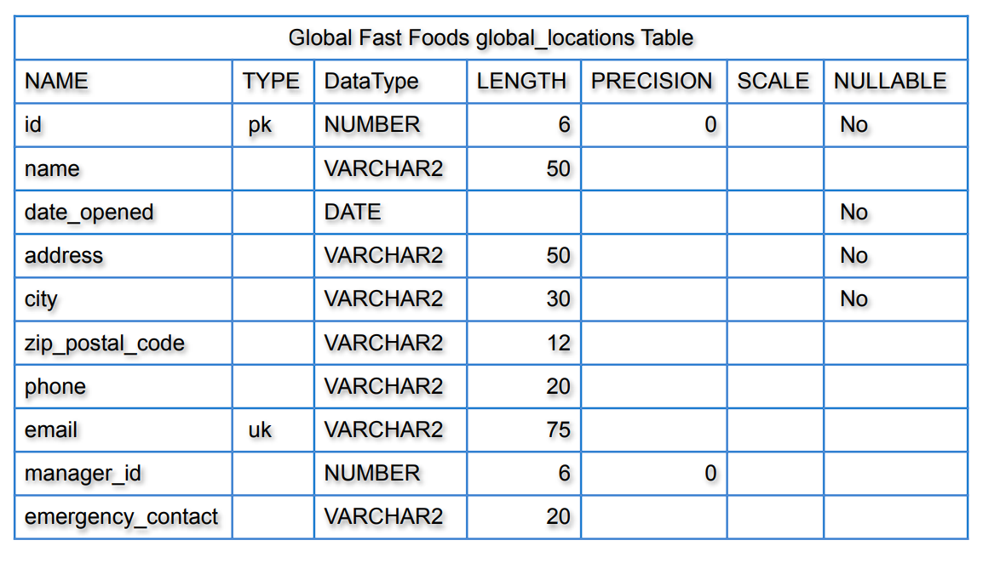 Global Fast Foods global_locations Table
NAME TYPE DataType LENGTH PRECISION SCALE NULLABLE
id pk NUMBER 6 0 No
name VARCHAR2 50
date_opened DATE No
address VARCHAR2 50 No
city VARCHAR2 30 No
zip_postal_code VARCHAR2 12
phone VARCHAR2 20
email uk VARCHAR2 75
manager_id NUMBER 6 0
emergency_contact VARCHAR2 20